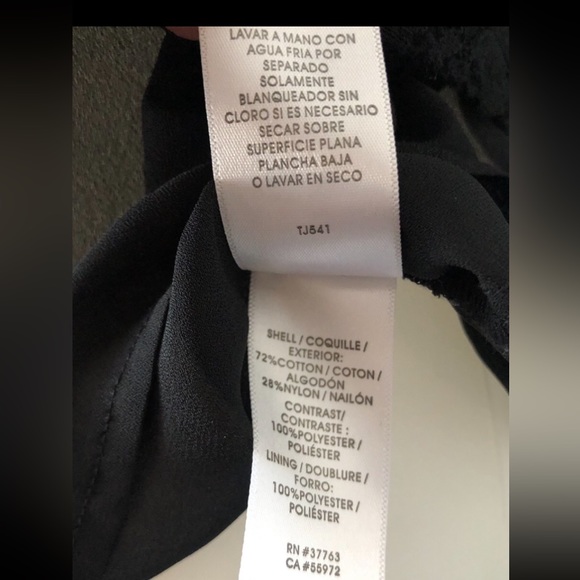 LAVAR A MANO CON
AGUA FRIA POR
SEPARADO
SOLAMENTE
BLANQUEADOR SIN
CLORO SI ES NECESARIO
SECAR SOBRE
SUPERFICIE PLANA
PLANCHA BAJA
O LAVAR EN SECO
TJ541
SHELL / COQUILLE /
EXTERIOR:
72%COTTON / COTON /
ALGODÓN
28%NYLON / NAILÓN
CONTRAST/
CONTRASTE :
100%POLYESTER /
POLIÉSTER
LINING / DOUBLURE /
FORRO:
100%POLYESTER /
POLIÉSTER
RN #37763
CA #55972